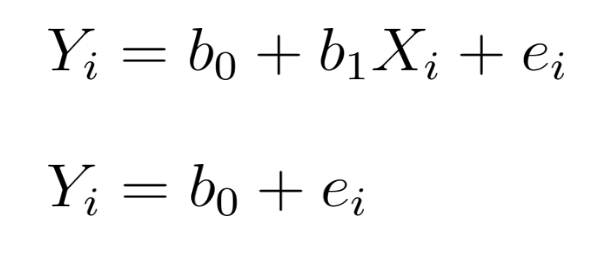 Yᵢ = b₀ + b₁Xᵢ + eᵢ
Yᵢ = b₀ + eᵢ